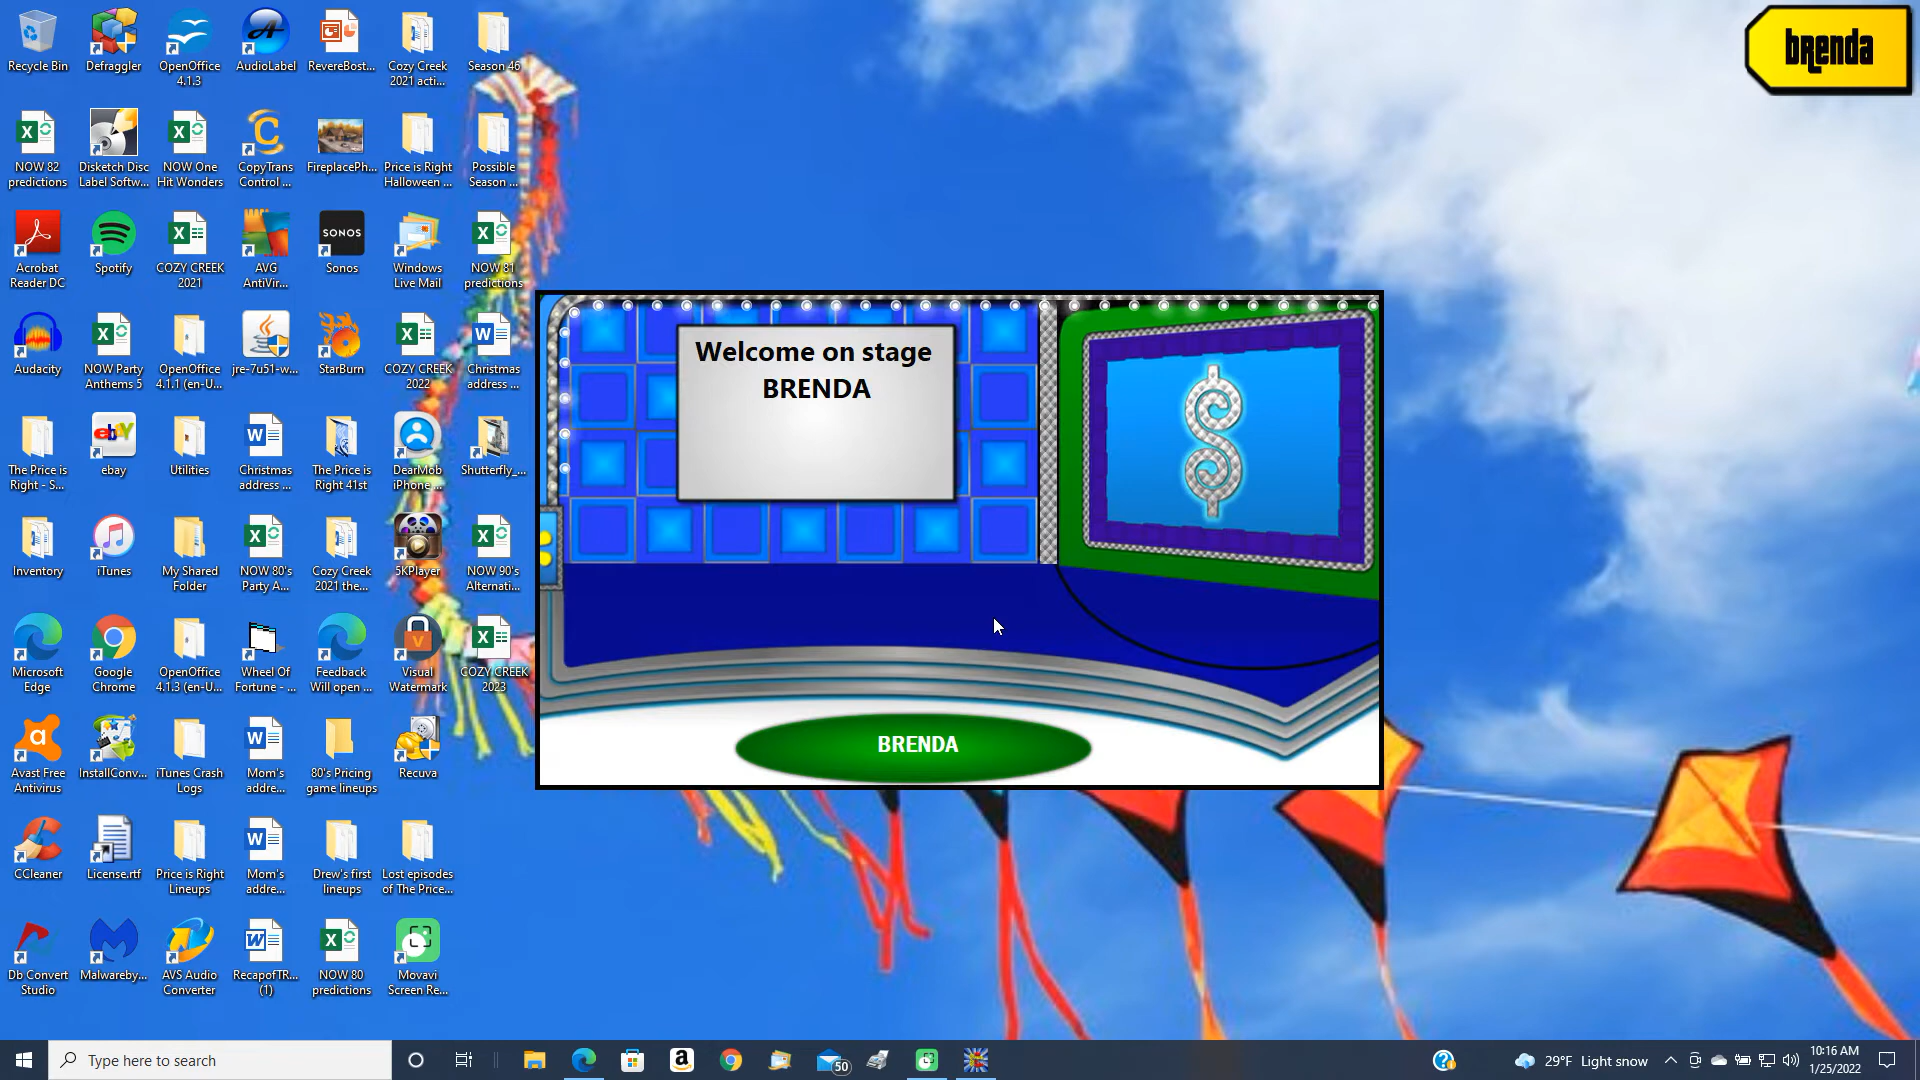 Recycle Bin
Defraggler
OpenOffice
4.1.3
AudioLabel
RevereBost...
Cozy Creek
2021 acti...
Season 46
brenda
NOW 82
predictions
Disketch Disc
Label Softw...
NOW One
Hit Wonders
CopyTrans
Control ...
FireplacePh...
Price is Right
Halloween ...
Possible
Season ...
SONOS
Acrobat
Reader DC
Spotify
COZY CREEK
2021
AVG
AntiVir...
Sonos
Windows
Live Mail
NOW 81
predictions
Audacity
NOW Party
Anthems 5
OpenOffice
4.1.1 (en-U...
jre-7u51-w...
StarBurn
COZY CREEK
2022
Christmas
address ...
Welcome on stage
BRENDA
ebay
The Price is
Right - S...
ebay
Utilities
Christmas
address ...
The Price is
Right 41st
DearMob
iPhone ...
Shutterfly_...
Inventory
iTunes
My Shared
Folder
NOW 80's
Party A...
Cozy Creek
2021 the...
5KPlayer
NOW 90's
Alternati...
Microsoft
Edge
Google
Chrome
OpenOffice
4.1.3 (en-U...
Wheel Of
Fortune - ...
Feedback
Will open ...
Visual
Watermark
COZY CREEK
2023
BRENDA
Avast Free
Antivirus
InstallConv...
iTunes Crash
Logs
Mom's
addre...
80's Pricing
game lineups
Recuva
CCleaner
License.rtf
Price is Right
Lineups
Mom's
addre...
Drew's first
lineups
Lost episodes
of The Price...
Db Convert
Studio
Malwareby...
AVS Audio
Converter
RecapofTR...
(1)
NOW 80
predictions
Movavi
Screen Re...
Type here to search
50
29°F Light snow
10:16 AM
1/25/2022